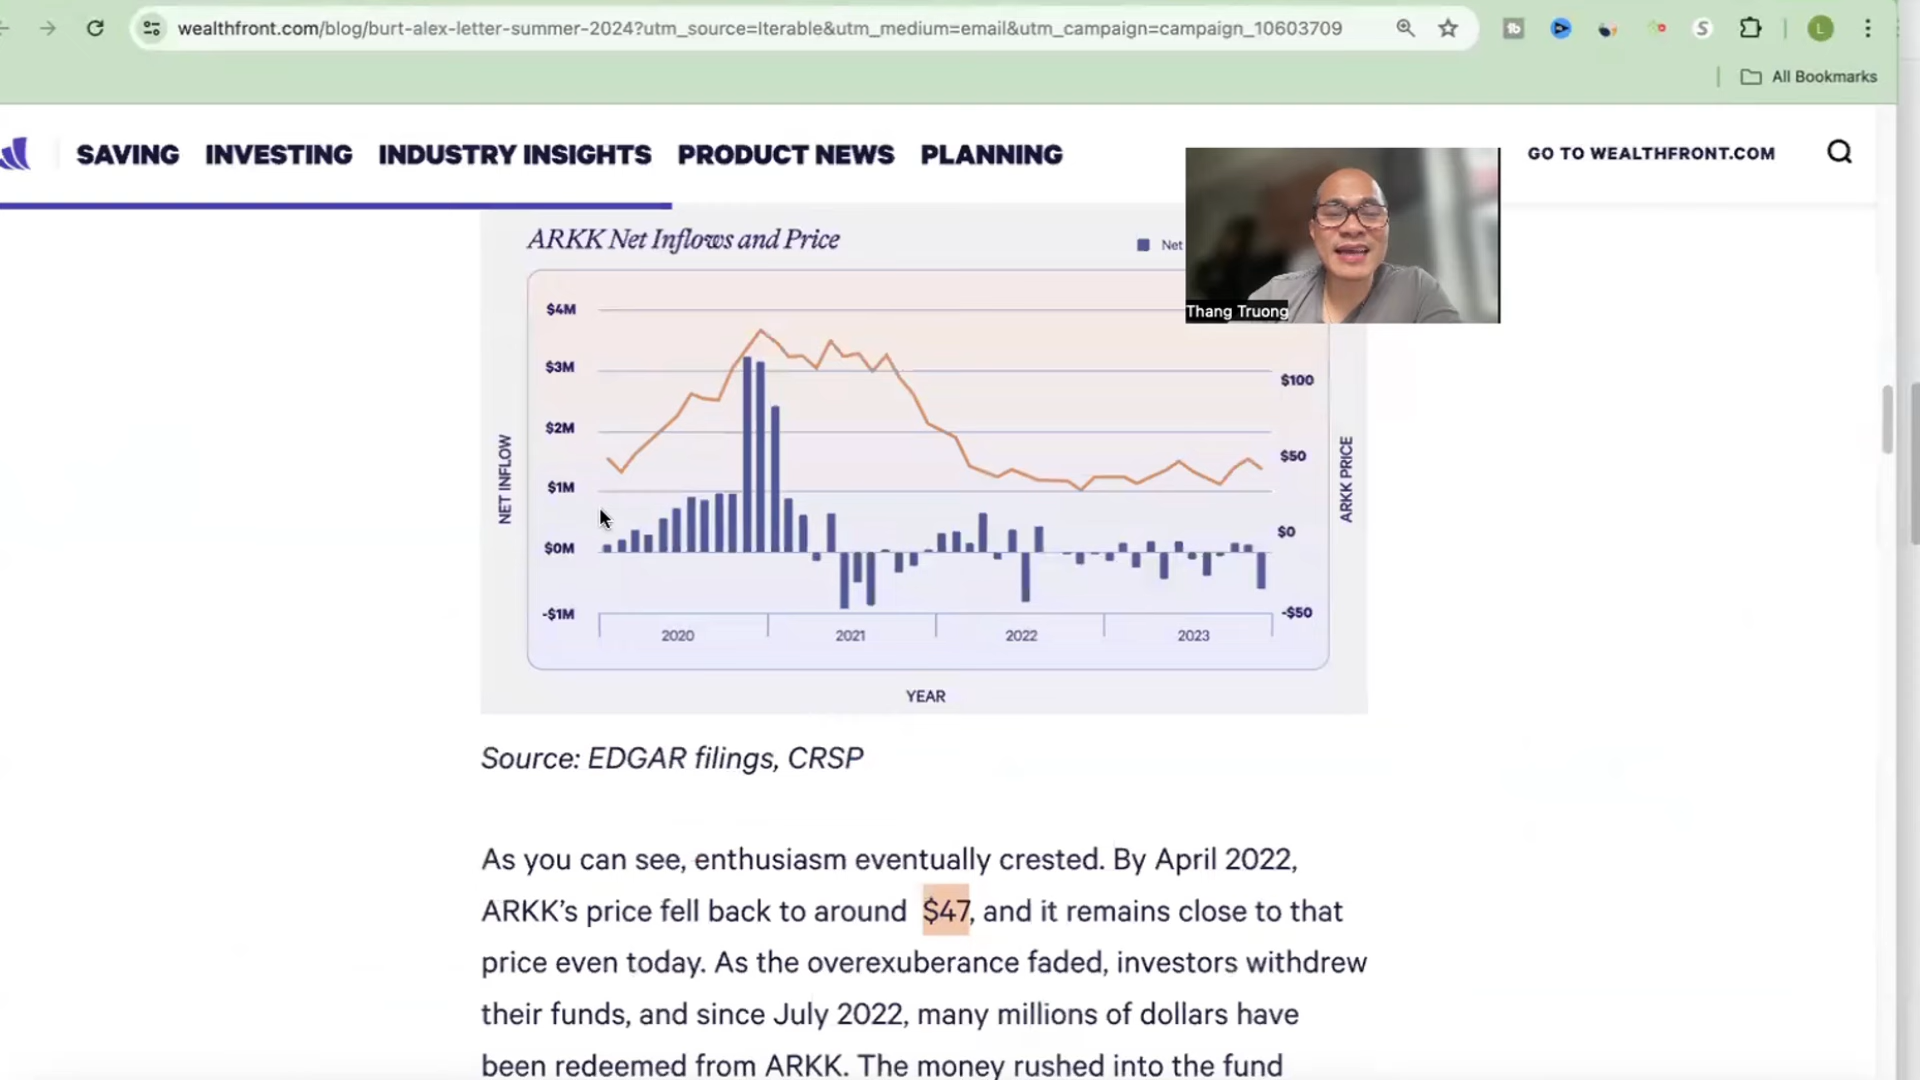 wealthfront.com/blog/burt-alex-letter-summer-2024?utm_source=Iterable&utm_medium=email&utm_campaign=campaign_10603709
tb
S
L
All Bookmarks
SAVING INVESTING INDUSTRY INSIGHTS PRODUCT NEWS PLANNING
GO TO WEALTHFRONT.COM
ARKK Net Inflows and Price
Net
Thang Truong
$4M
$3M
$2M
$1M
$0M
-$1M
NET INFLOW
$100
$50
$0
-$50
ARKK PRICE
2020 2021 2022 2023
YEAR
Source: EDGAR filings, CRSP
As you can see, enthusiasm eventually crested. By April 2022,
ARKK’s price fell back to around $47, and it remains close to that
price even today. As the overexuberance faded, investors withdrew
their funds, and since July 2022, many millions of dollars have
been redeemed from ARKK. The money rushed into the fund